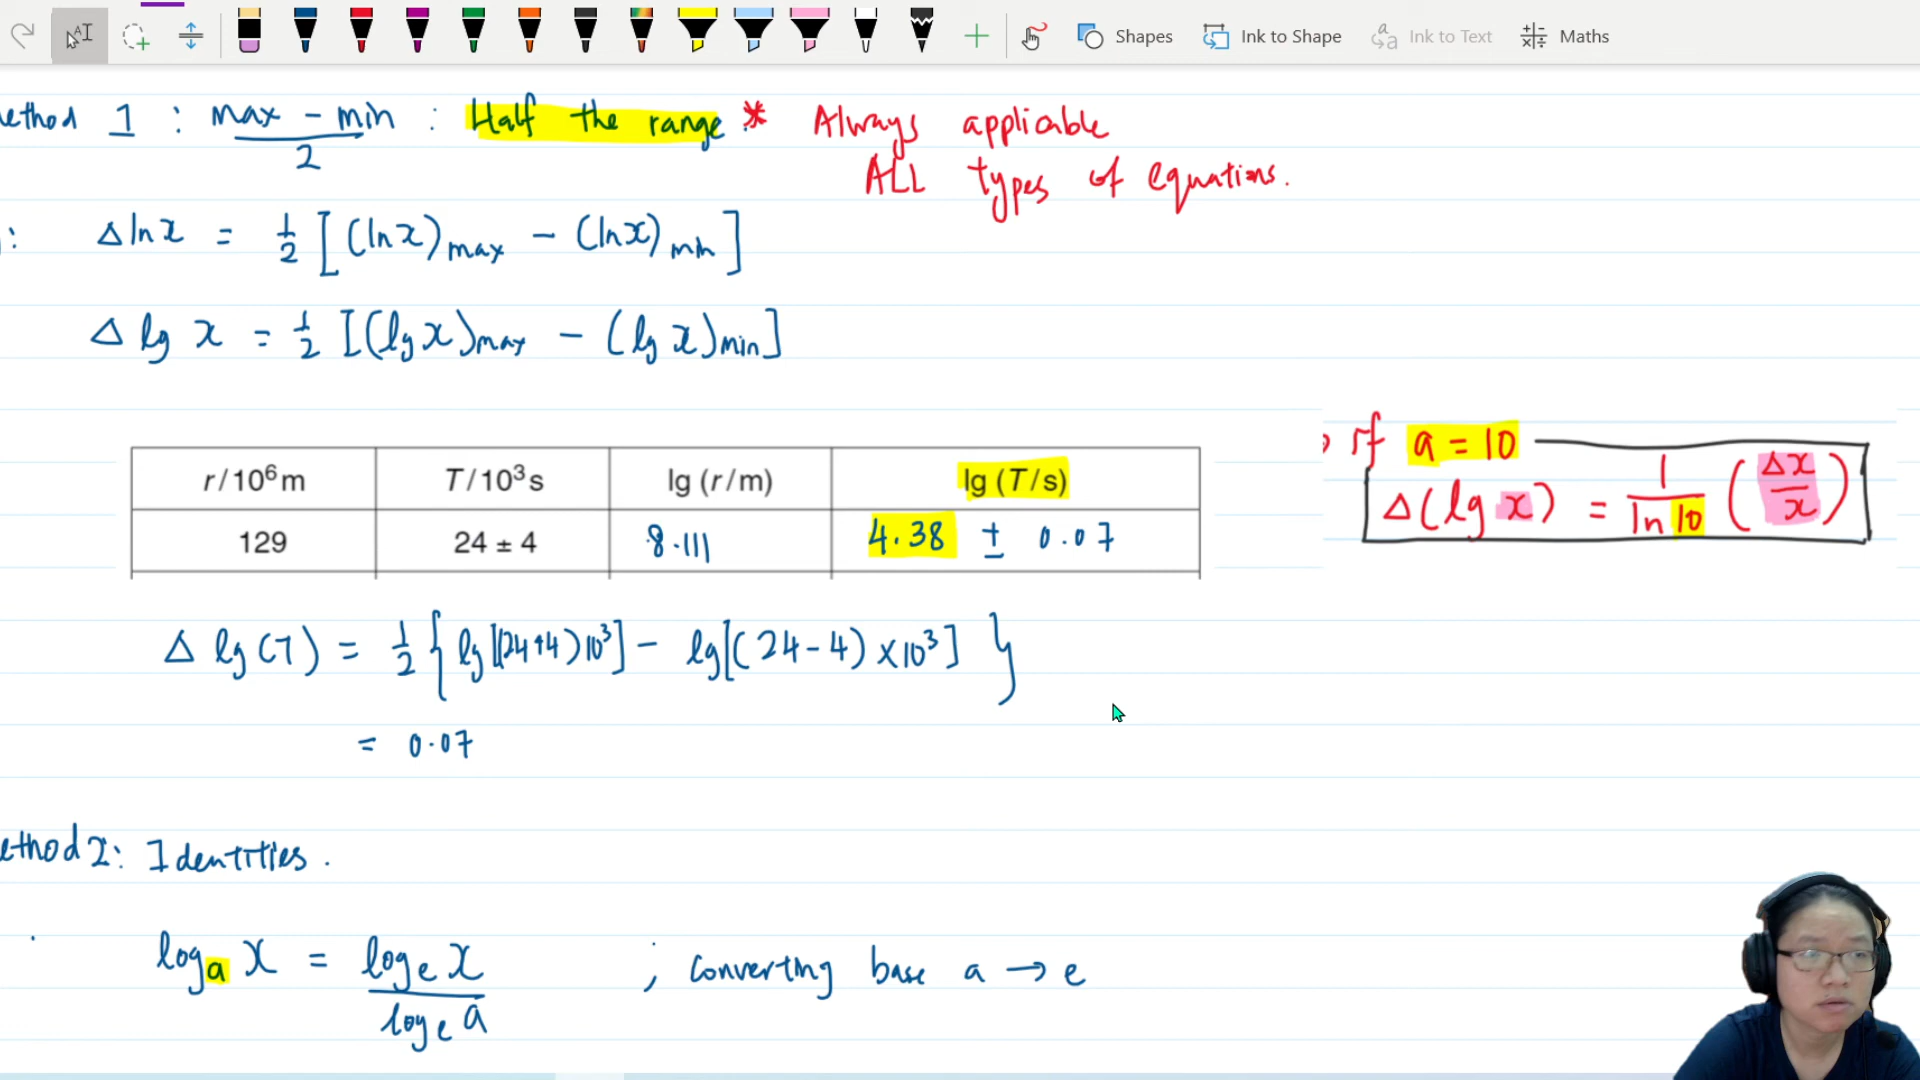 Shapes Ink to Shape Ink to Text Maths
ethod 1 : max - min / 2 : Half the range * Always applicable
ALL types of equations.
: Δ ln x = 1/2 [(ln x)max - (ln x)min]
Δ lg x = 1/2 [(lg x)max - (lg x)min]
if a = 10
Δ(lg x) = 1/ln 10 (Δx/x)
r/10⁶m T/10³s lg (r/m) lg (T/s)
129 24 ± 4 8.111 4.38 ± 0.07
Δ lg (T) = 1/2 { lg[(24+4)10³] - lg[(24-4)×10³] }
= 0.07
ethod 2: Identities.
logₐ x = logₑ x / logₑ a ; converting base a → e